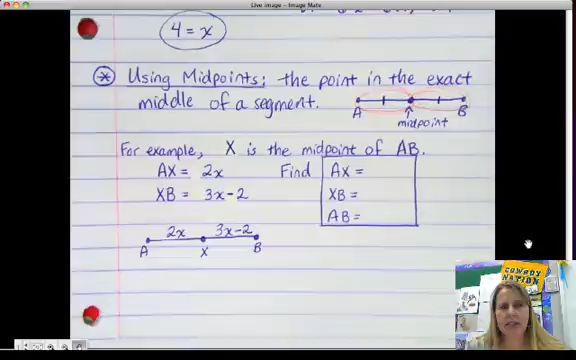 Live image - Image Mate
4 = x
Using Midpoints: the point in the exact
middle of a segment.
A B
midpoint
For example, X is the midpoint of AB.
AX = 2x Find AX =
XB = 3x-2 XB =
AB =
2x 3x-2
A X B
COWBOY
NATION